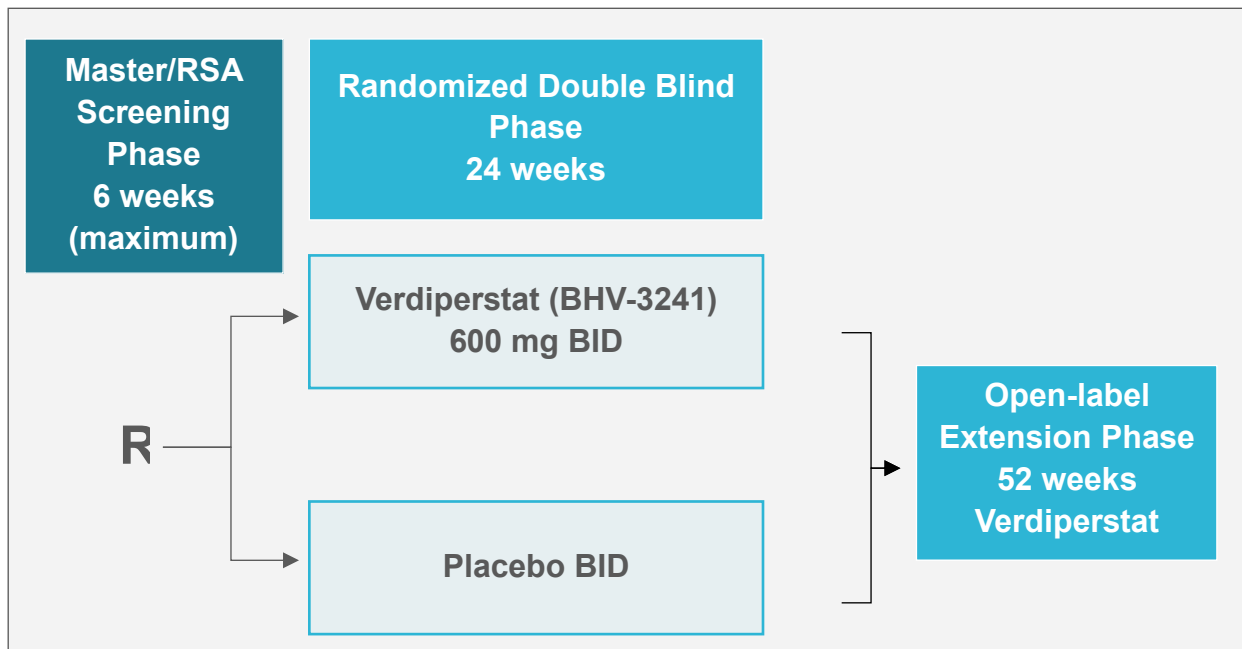 Master/RSA
Screening
Phase
6 weeks
(maximum)
Randomized Double Blind
Phase
24 weeks
Verdiperstat (BHV-3241)
600 mg BID
R
Placebo BID
Open-label
Extension Phase
52 weeks
Verdiperstat